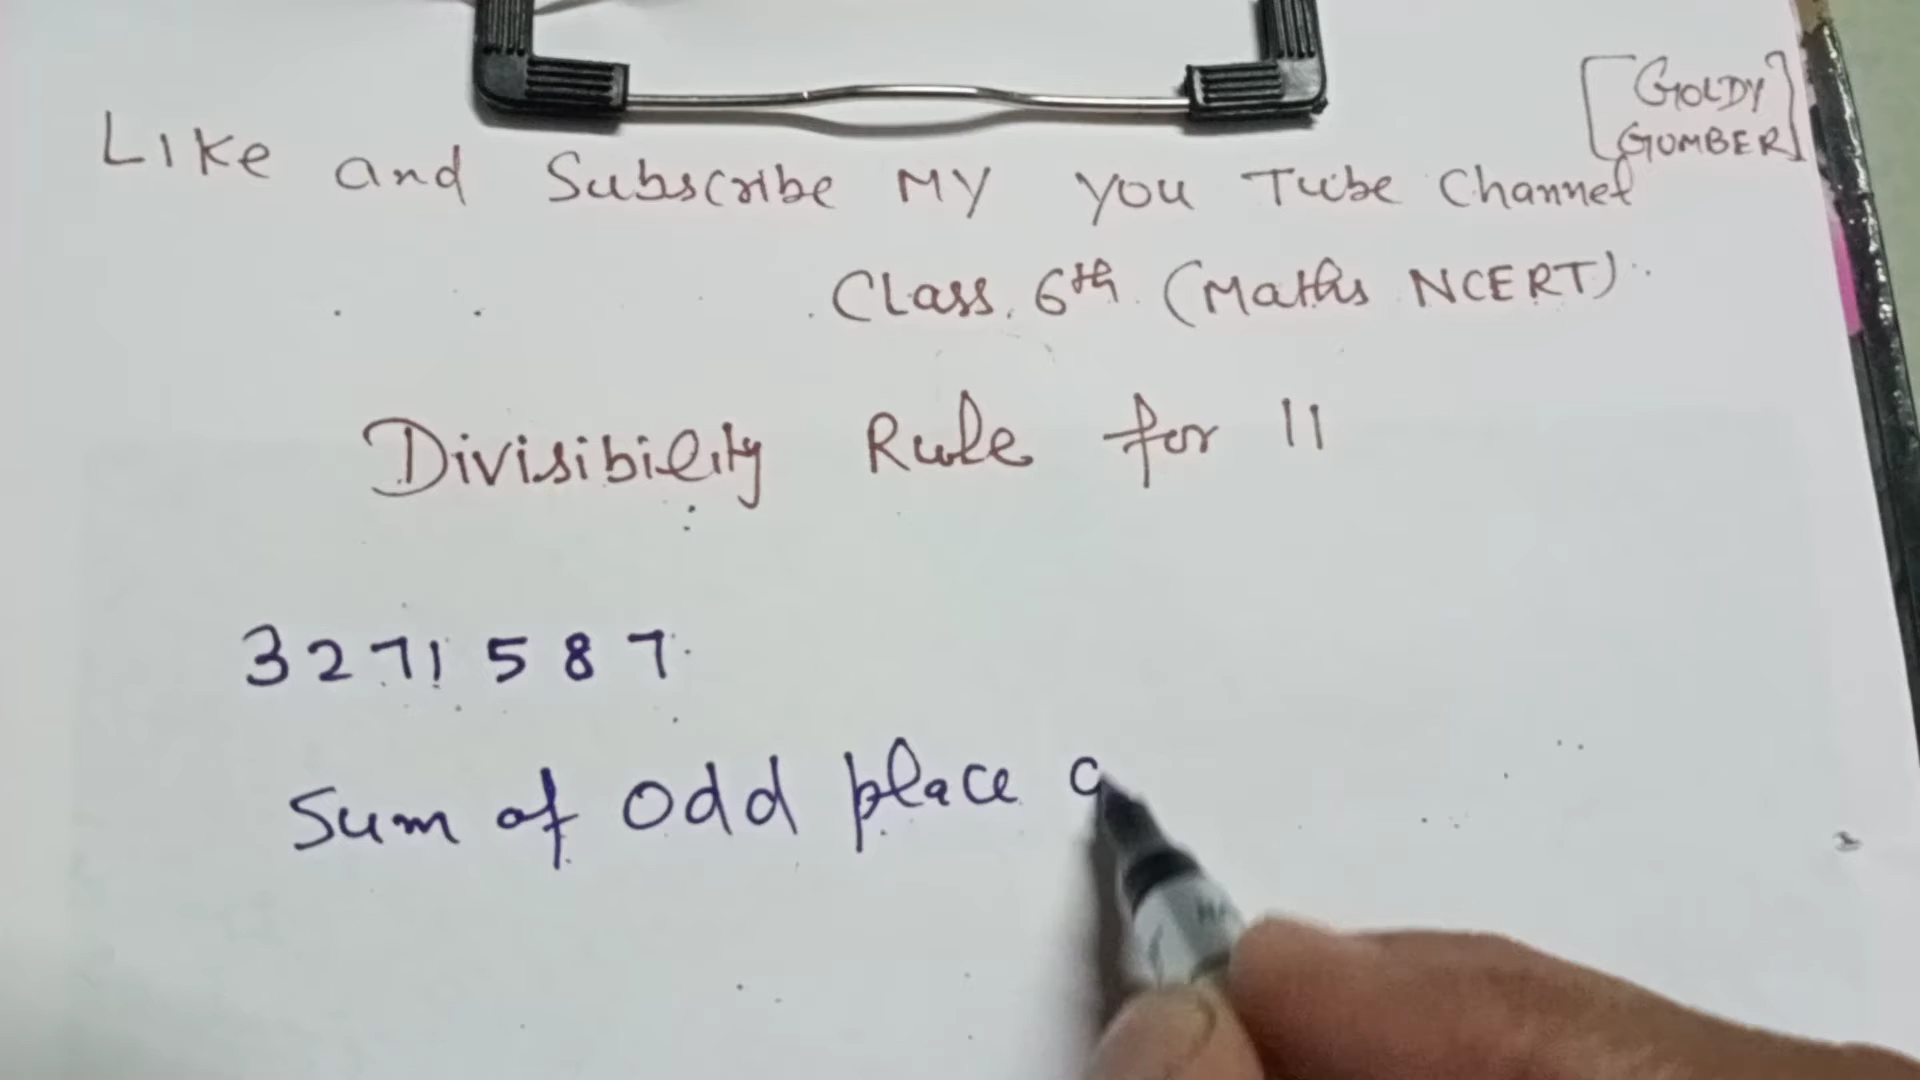 [GOLDY
GOMBER]
Like and Subscribe My You Tube Channel
Class 6th (Maths NCERT)
Divisibility Rule for 11
3271587
Sum of odd place